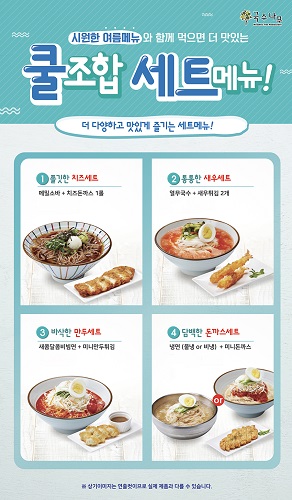 국수나무
시원한 여름메뉴와 함께 먹으면 더 맛있는
쿨조합 세트메뉴!
더 다양하고 맛있게 즐기는 세트메뉴!
1 쫄깃한 치즈세트
메밀소바 + 치즈돈까스 1줄
2 통통한 새우세트
열무국수 + 새우튀김 2개
3 바삭한 만두세트
새콤달콤비빔면 + 미니만두튀김
4 담백한 돈까스세트
냉면 (물냉 or 비냉) + 미니돈까스
or
※ 상기이미지는 연출컷이므로 실제 제품과 다를 수 있습니다.